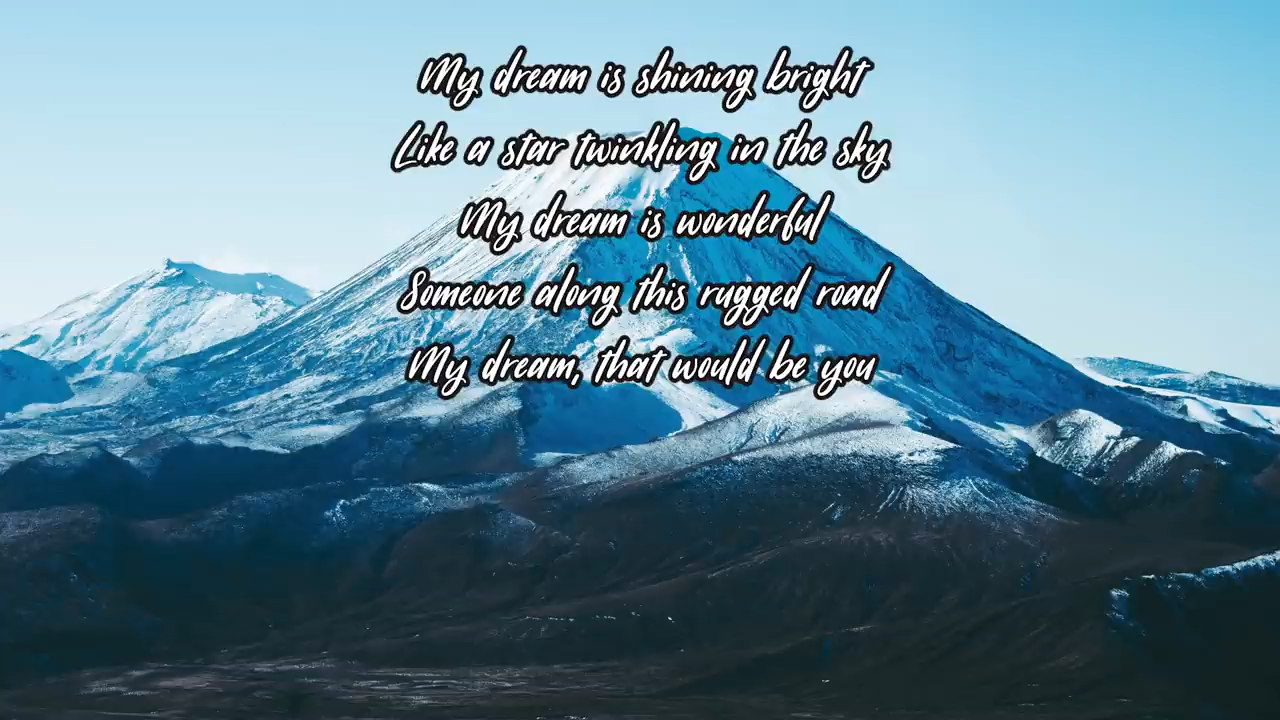 My dream is shining bright
Like a star twinkling in the sky
My dream is wonderful
Someone along this rugged road
My dream, that would be you